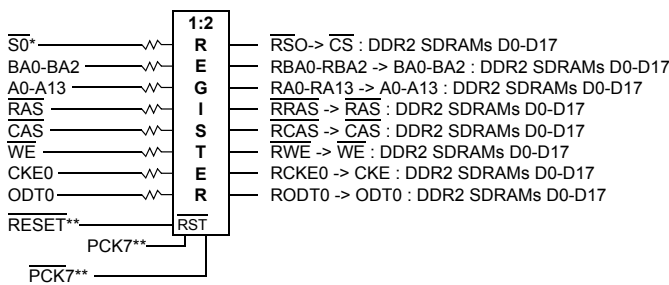 1:2
S0* R RSO-> CS : DDR2 SDRAMs D0-D17
BA0-BA2 E RBA0-RBA2 -> BA0-BA2 : DDR2 SDRAMs D0-D17
A0-A13 G RA0-RA13 -> A0-A13 : DDR2 SDRAMs D0-D17
RAS I RRAS -> RAS : DDR2 SDRAMs D0-D17
CAS S RCAS -> CAS : DDR2 SDRAMs D0-D17
WE T RWE -> WE : DDR2 SDRAMs D0-D17
CKE0 E RCKE0 -> CKE : DDR2 SDRAMs D0-D17
ODT0 R RODT0 -> ODT0 : DDR2 SDRAMs D0-D17
RESET** RST
PCK7**
PCK7**